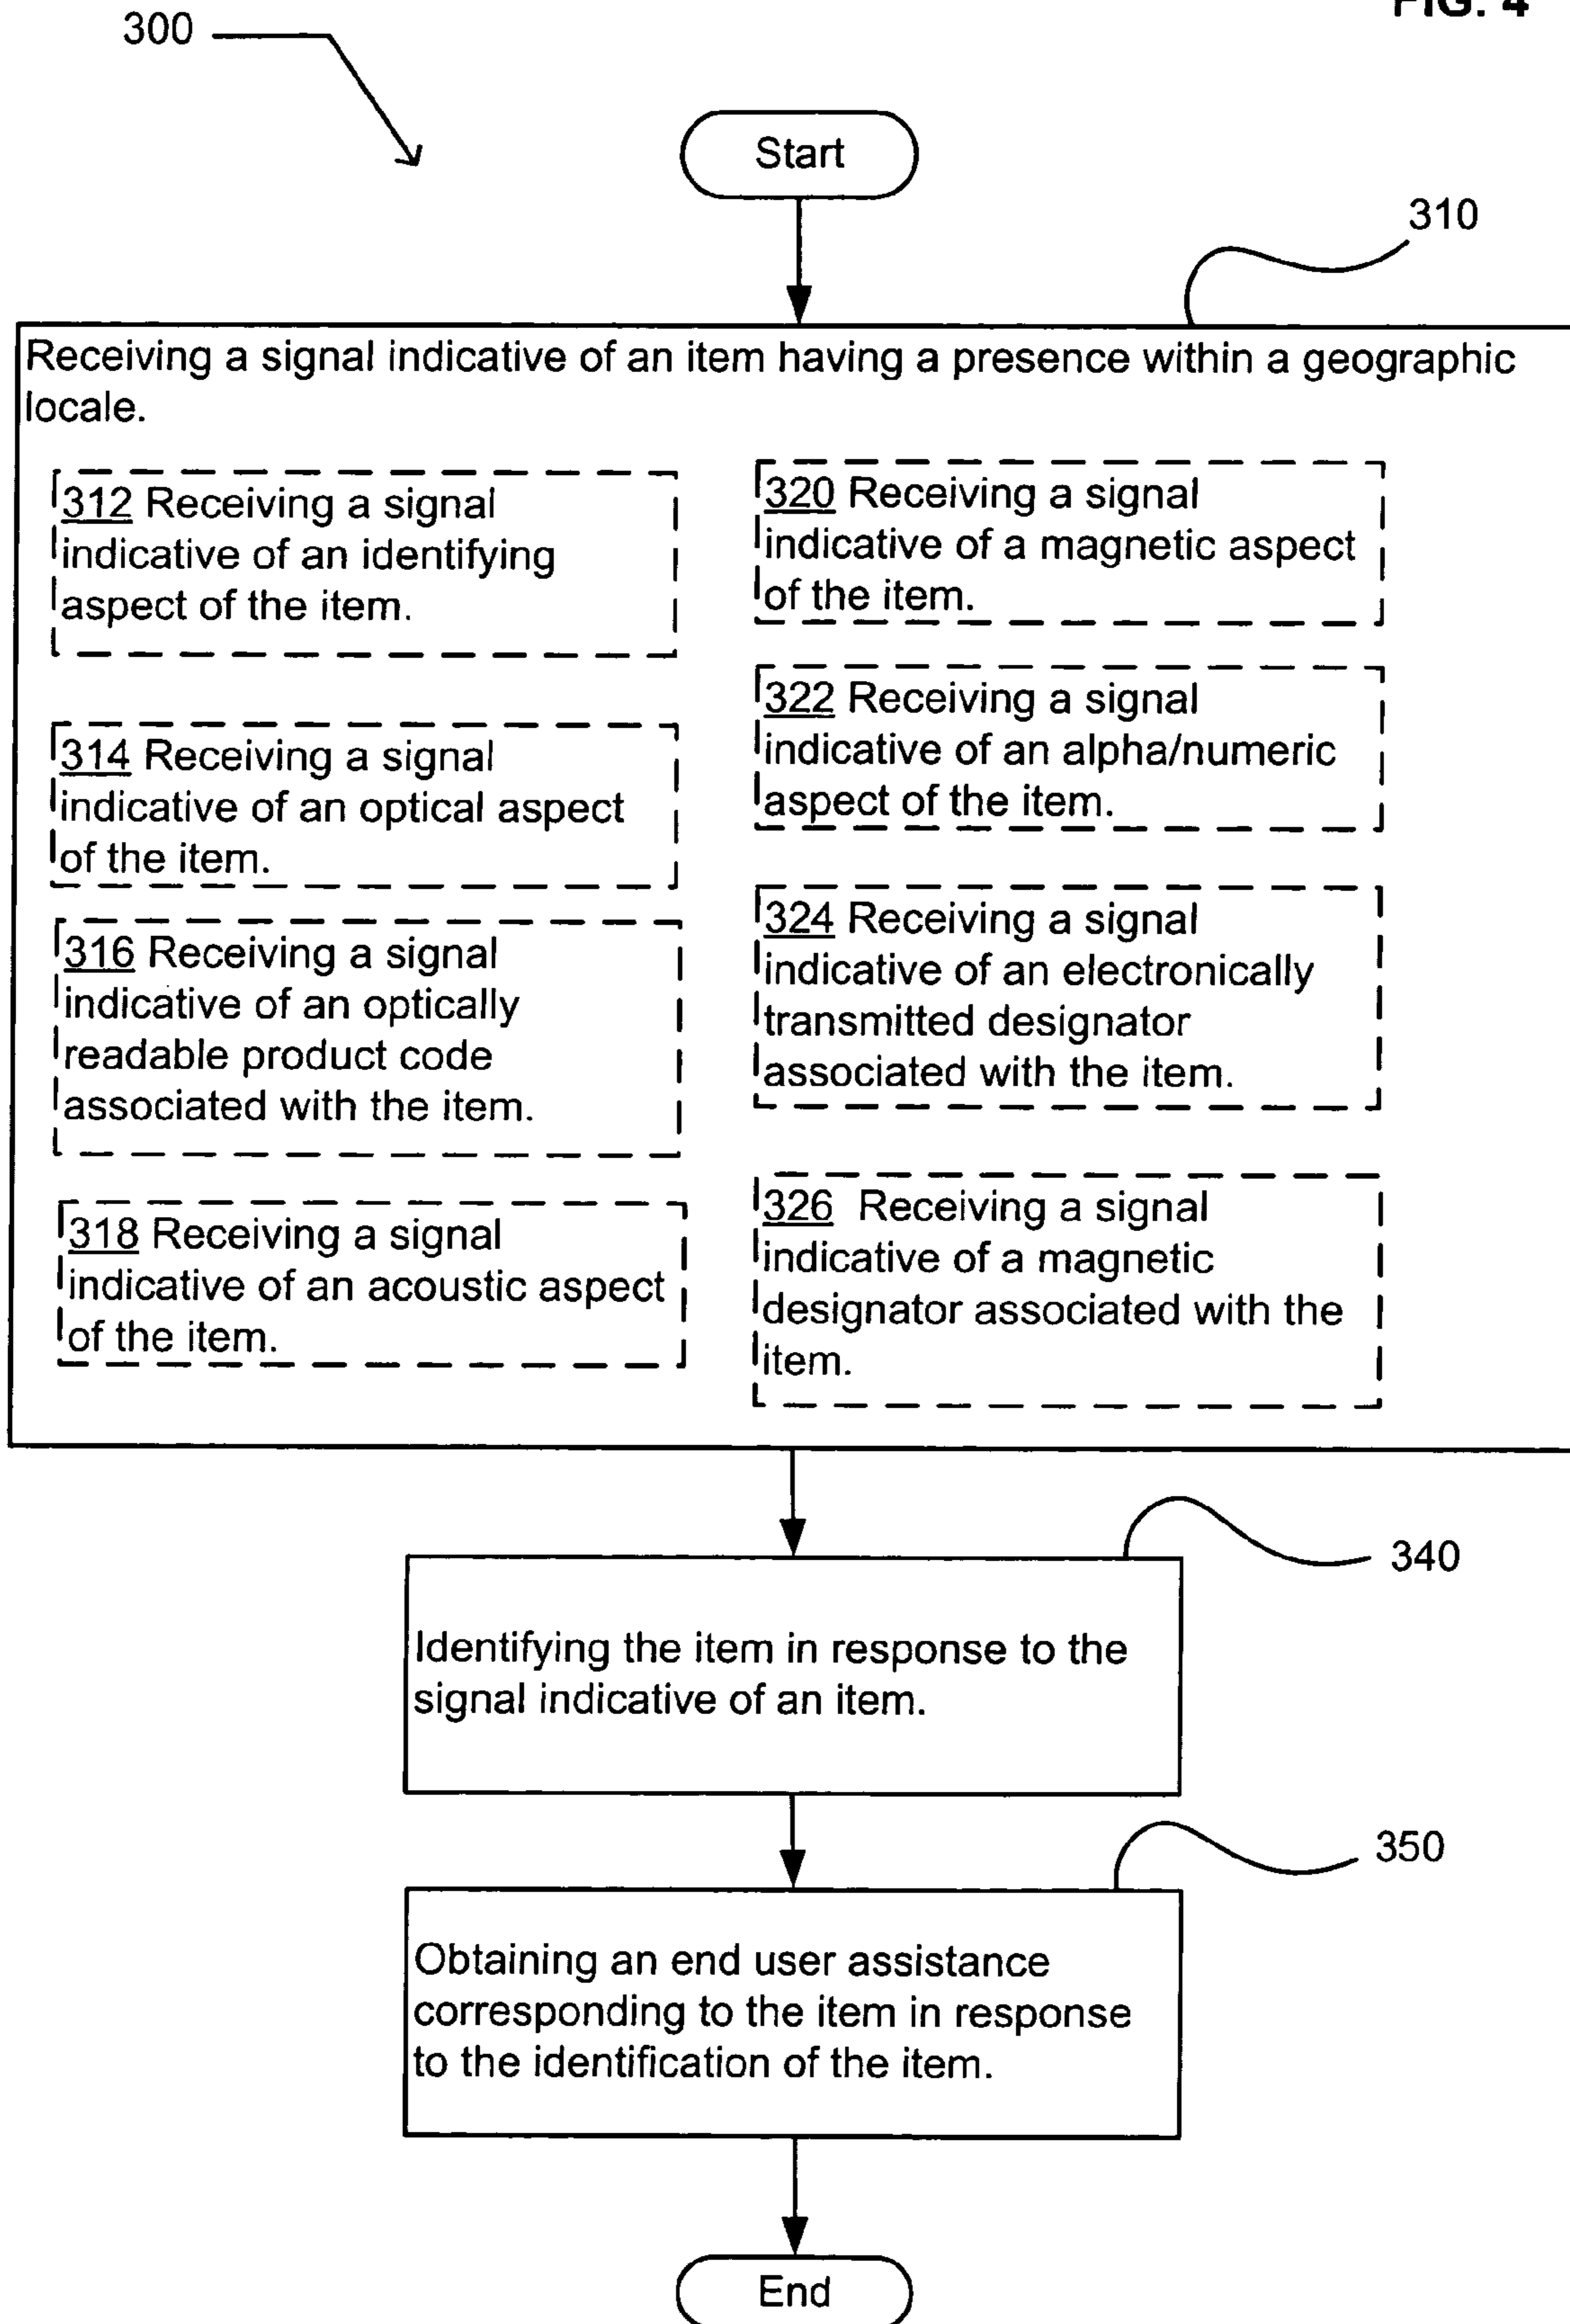 FIG. 4
300
Start
310
Receiving a signal indicative of an item having a presence within a geographic
locale.
312 Receiving a signal
indicative of an identifying
aspect of the item.
314 Receiving a signal
indicative of an optical aspect
of the item.
316 Receiving a signal
indicative of an optically
readable product code
associated with the item.
318 Receiving a signal
indicative of an acoustic aspect
of the item.
320 Receiving a signal
indicative of a magnetic aspect
of the item.
322 Receiving a signal
indicative of an alpha/numeric
aspect of the item.
324 Receiving a signal
indicative of an electronically
transmitted designator
associated with the item.
326 Receiving a signal
indicative of a magnetic
designator associated with the
item.
340
Identifying the item in response to the
signal indicative of an item.
350
Obtaining an end user assistance
corresponding to the item in response
to the identification of the item.
End